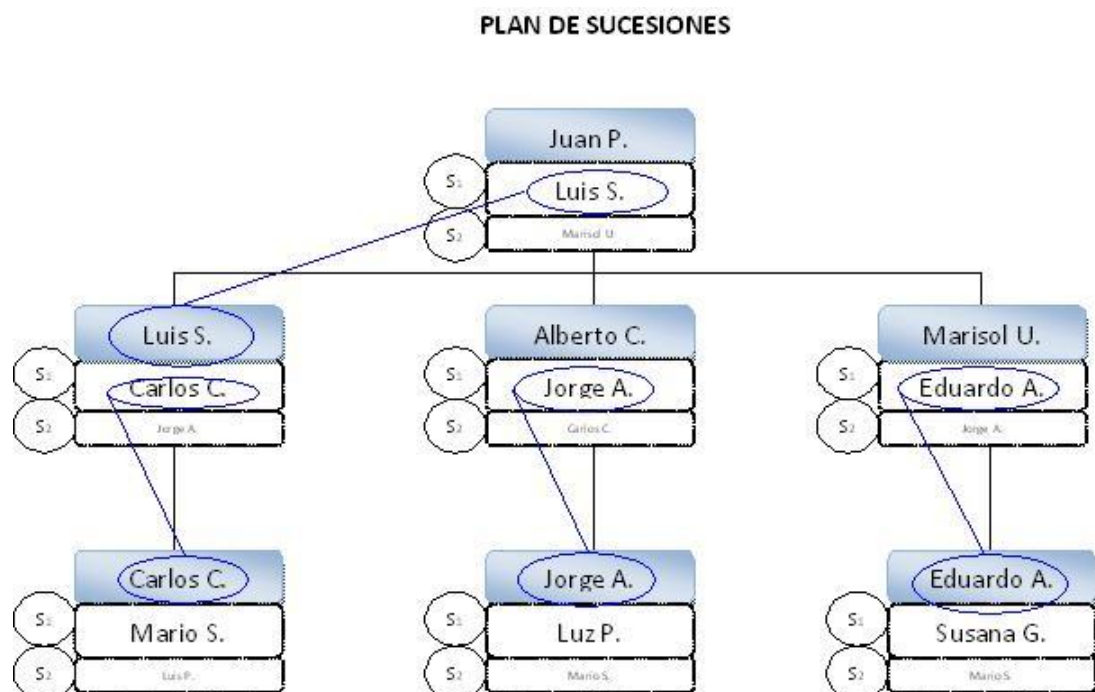 PLAN DE SUCESIONES
Juan P.
S1
Luis S.
S2
Marisol U.
Luis S.
Alberto C.
Marisol U.
S1
Carlos C.
S1
Jorge A.
S1
Eduardo A.
S2
Jorge A.
S2
Carlos C.
S2
Jorge A.
Carlos C.
Jorge A.
Eduardo A.
S1
Mario S.
S1
Luz P.
S1
Susana G.
S2
Luis P.
S2
Mario S.
S2
Mario S.